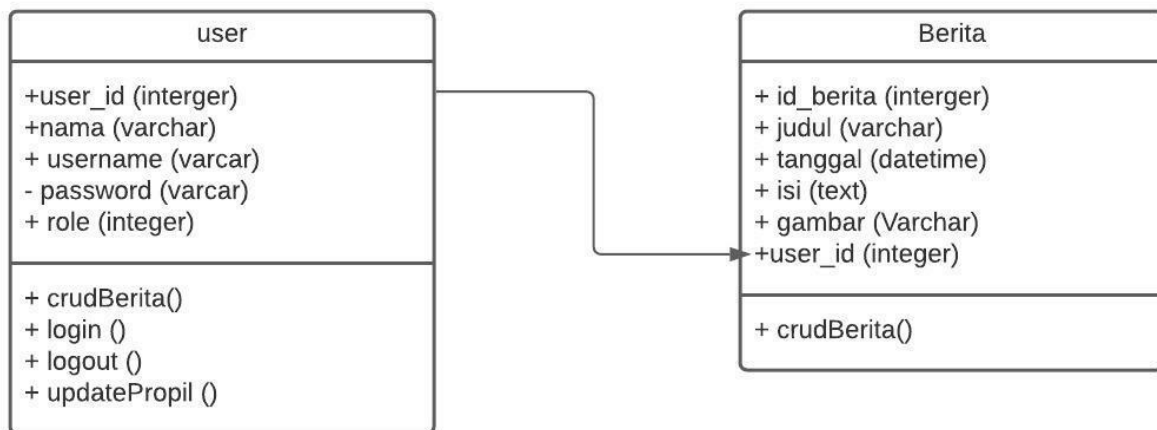 user
+user_id (interger)
+nama (varchar)
+ username (varcar)
- password (varcar)
+ role (integer)
+ crudBerita()
+ login ()
+ logout ()
+ updatePropil ()
Berita
+ id_berita (interger)
+ judul (varchar)
+ tanggal (datetime)
+ isi (text)
+ gambar (Varchar)
+user_id (integer)
+ crudBerita()